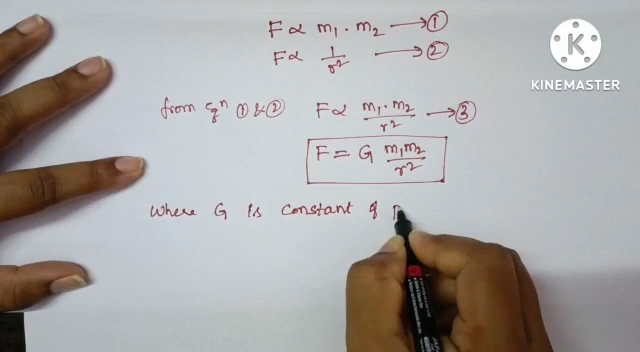 F ∝ m₁ · m₂ ⟶ ①
F ∝ 1/r² ⟶ ②
KINEMASTER
from eqⁿ ① & ② F ∝ m₁·m₂/r² ⟶ ③
F = G m₁m₂/r²
Where G is constant of